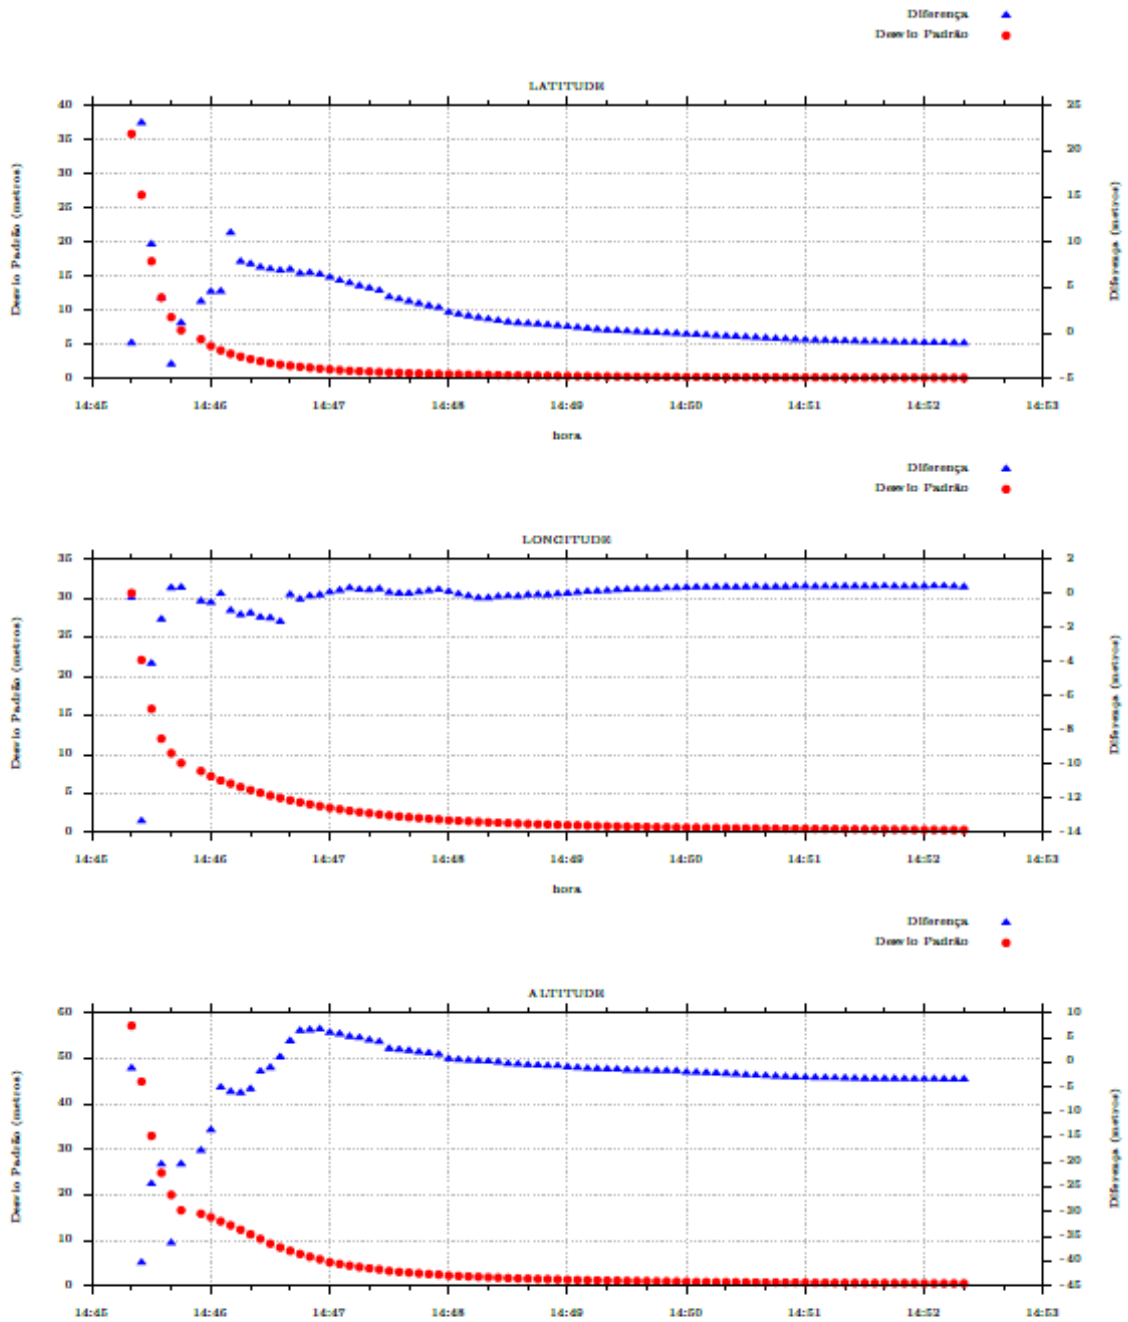 Diferença
Desvio Padrão
LATITUDE
Desvio Padrão (metros)
40
35
30
25
20
15
10
5
0
25
20
15
10
5
0
-5
Diferença (metros)
14:45 14:46 14:47 14:48 14:49 14:50 14:51 14:52 14:53
hora
Diferença
Desvio Padrão
LONGITUDE
Desvio Padrão (metros)
35
30
25
20
15
10
5
0
2
0
-2
-4
-6
-8
-10
-12
-14
Diferença (metros)
14:45 14:46 14:47 14:48 14:49 14:50 14:51 14:52 14:53
hora
Diferença
Desvio Padrão
ALTITUDE
Desvio Padrão (metros)
60
50
40
30
20
10
0
10
5
0
-5
-10
-15
-20
-25
-30
-35
-40
-45
Diferença (metros)
14:45 14:46 14:47 14:48 14:49 14:50 14:51 14:52 14:53